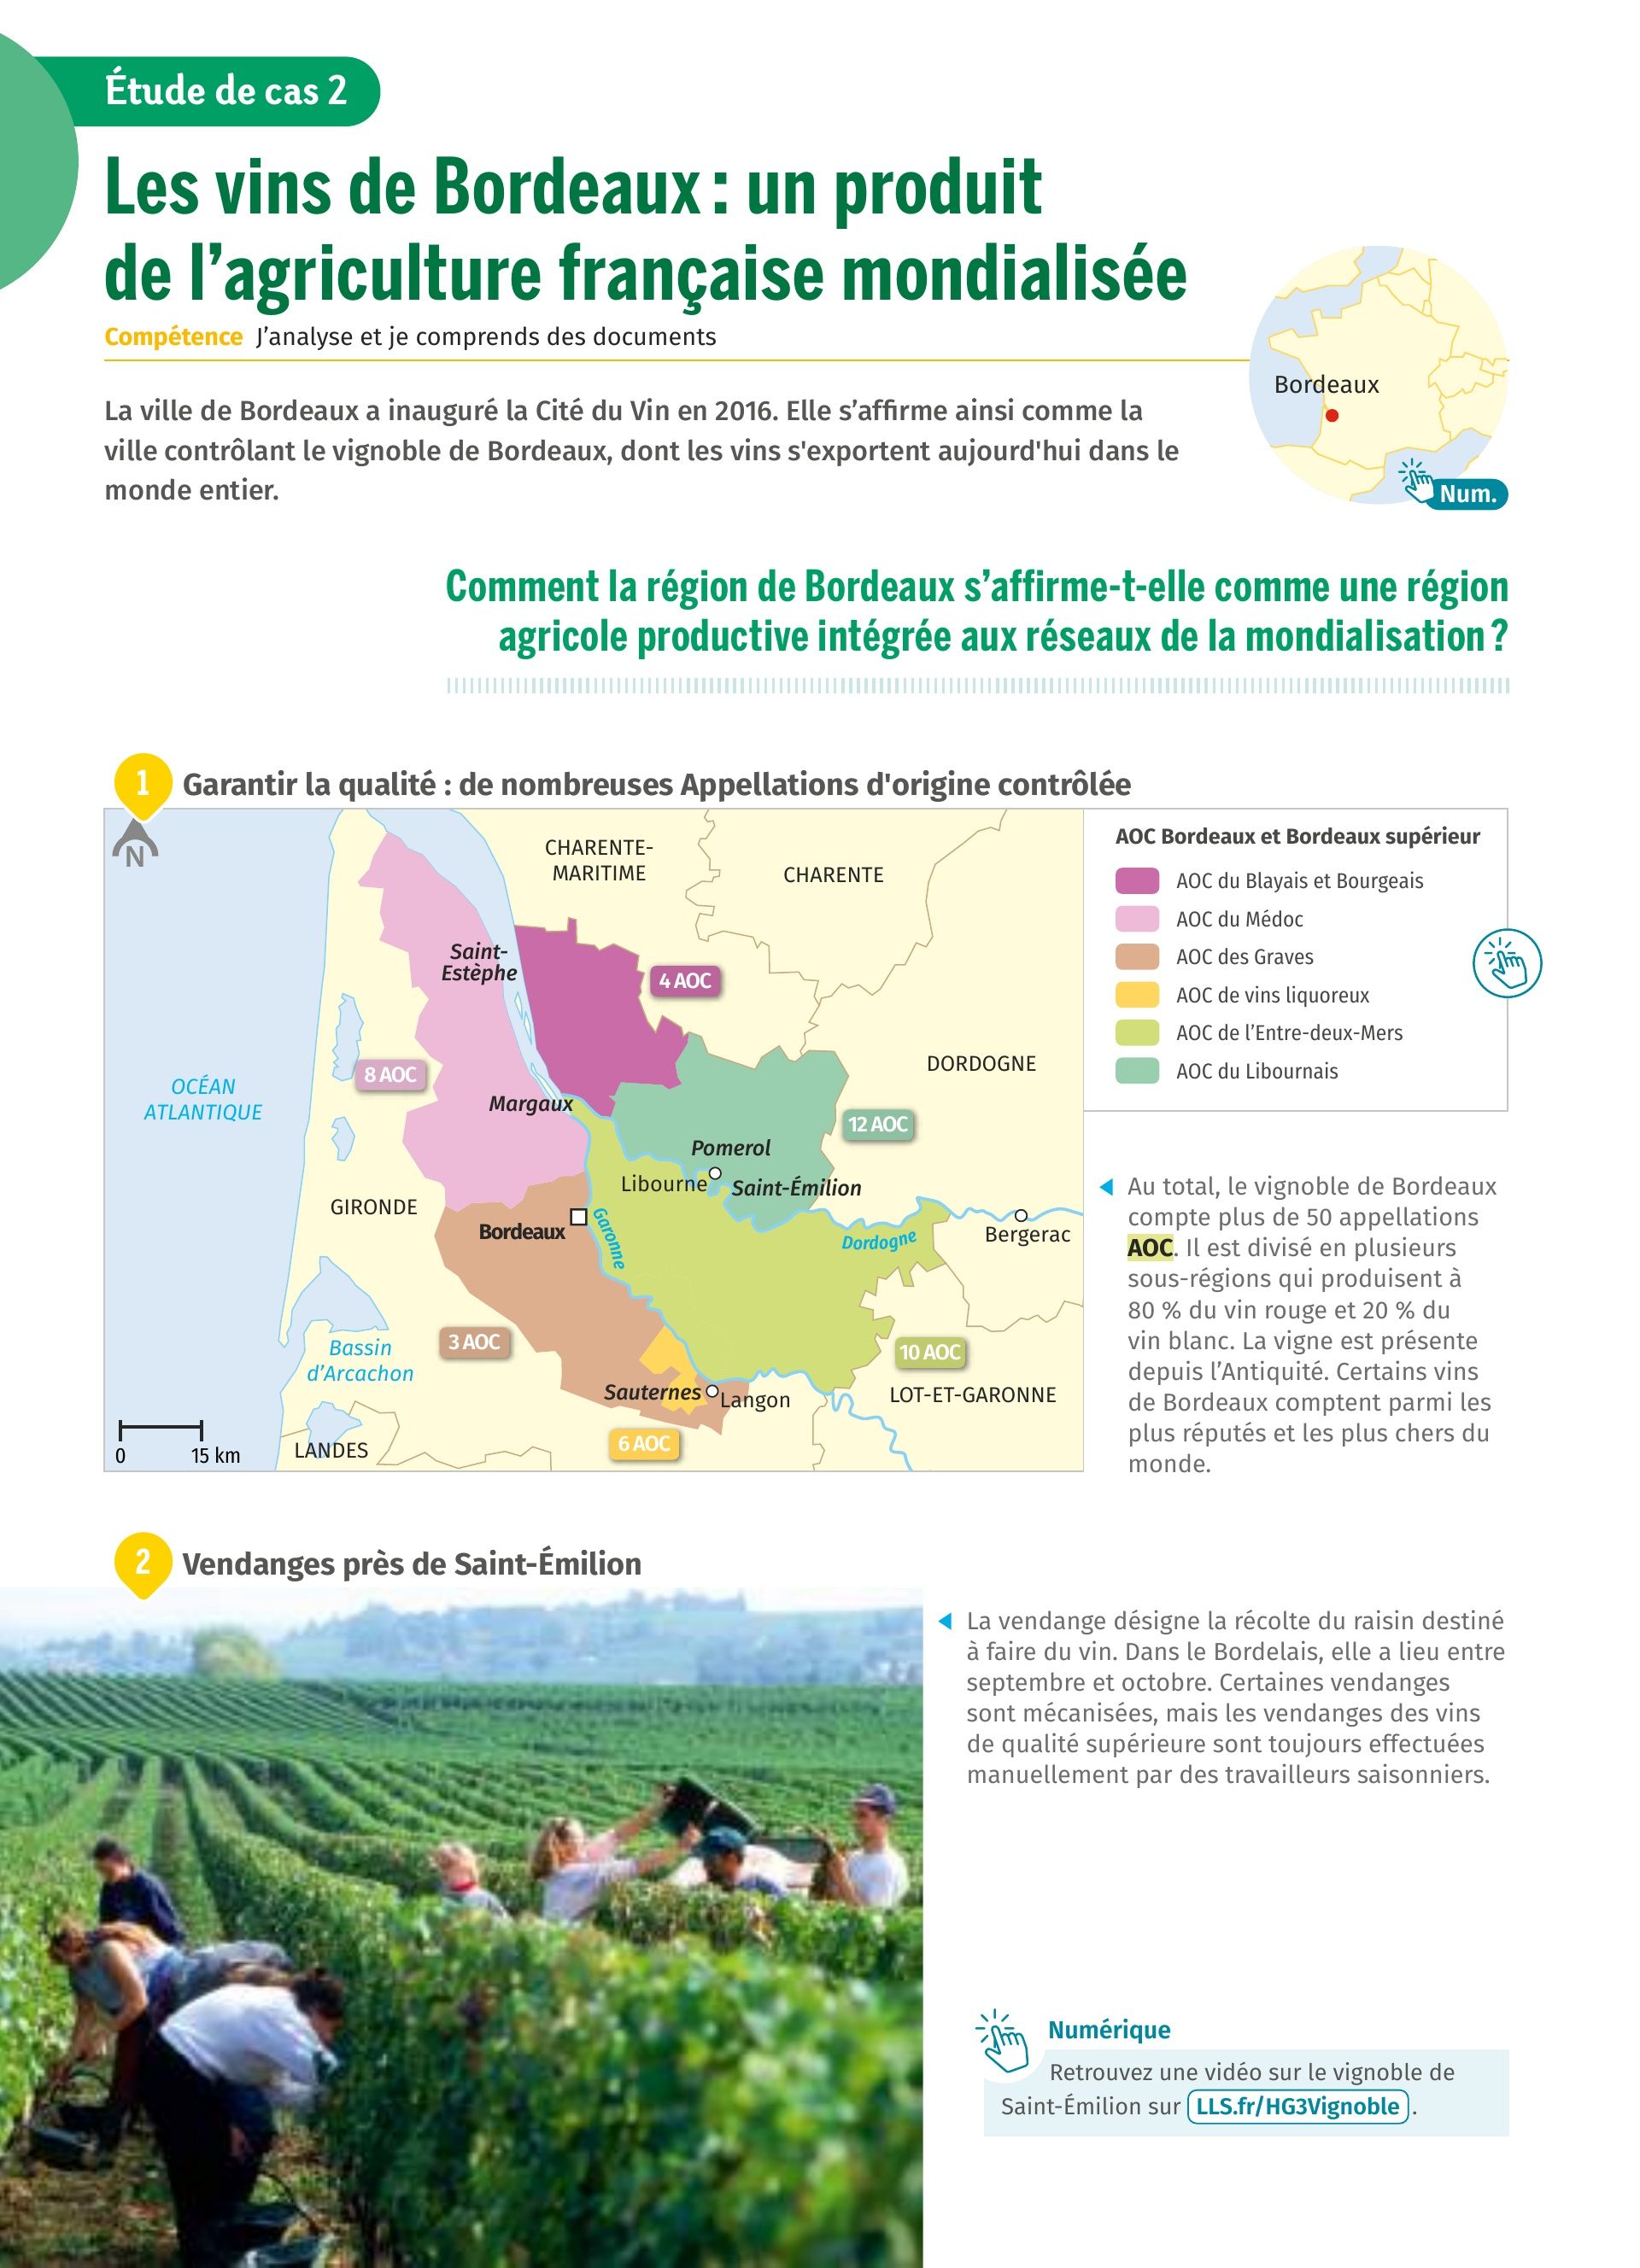 Étude de cas 2
Les vins de Bordeaux : un produit
de l’agriculture française mondialisée
Compétence J’analyse et je comprends des documents
La ville de Bordeaux a inauguré la Cité du Vin en 2016. Elle s’affirme ainsi comme la
ville contrôlant le vignoble de Bordeaux, dont les vins s'exportent aujourd'hui dans le
monde entier.
Bordeaux
Num.
Comment la région de Bordeaux s’affirme-t-elle comme une région
agricole productive intégrée aux réseaux de la mondialisation ?
1
Garantir la qualité : de nombreuses Appellations d'origine contrôlée
N
CHARENTE-
MARITIME
CHARENTE
Saint-
Estèphe
4 AOC
DORDOGNE
8 AOC
OCÉAN
ATLANTIQUE
Margaux
12 AOC
Pomerol
Libourne
Saint-Émilion
GIRONDE
Bordeaux
Garonne
Dordogne
Bergerac
3 AOC
Bassin
d’Arcachon
10 AOC
Sauternes
Langon
LOT-ET-GARONNE
6 AOC
LANDES
0 15 km
AOC Bordeaux et Bordeaux supérieur
AOC du Blayais et Bourgeais
AOC du Médoc
AOC des Graves
AOC de vins liquoreux
AOC de l’Entre-deux-Mers
AOC du Libournais
Au total, le vignoble de Bordeaux
compte plus de 50 appellations
AOC. Il est divisé en plusieurs
sous-régions qui produisent à
80 % du vin rouge et 20 % du
vin blanc. La vigne est présente
depuis l’Antiquité. Certains vins
de Bordeaux comptent parmi les
plus réputés et les plus chers du
monde.
2
Vendanges près de Saint-Émilion
La vendange désigne la récolte du raisin destiné
à faire du vin. Dans le Bordelais, elle a lieu entre
septembre et octobre. Certaines vendanges
sont mécanisées, mais les vendanges des vins
de qualité supérieure sont toujours effectuées
manuellement par des travailleurs saisonniers.
Numérique
Retrouvez une vidéo sur le vignoble de
Saint-Émilion sur LLS.fr/HG3Vignoble .